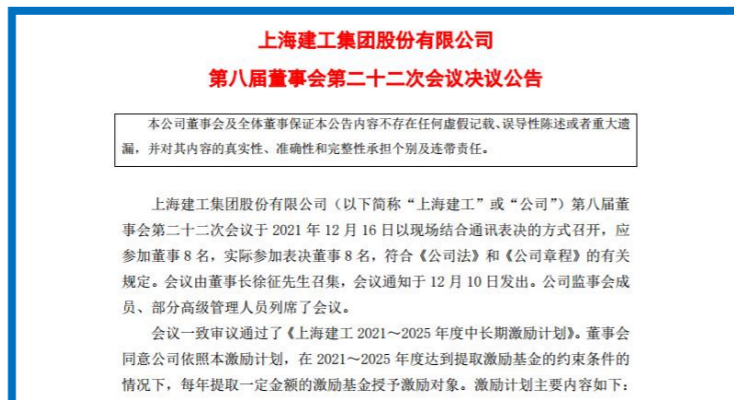 上海建工集团股份有限公司
第八届董事会第二十二次会议决议公告
本公司董事会及全体董事保证本公告内容不存在任何虚假记载、误导性陈述或者重大遗
漏，并对其内容的真实性、准确性和完整性承担个别及连带责任。
上海建工集团股份有限公司（以下简称“上海建工”或“公司”）第八届董
事会第二十二次会议于 2021 年 12 月 16 日以现场结合通讯表决的方式召开，应
参加董事 8 名，实际参加表决董事 8 名，符合《公司法》和《公司章程》的有关
规定。会议由董事长徐征先生召集，会议通知于 12 月 10 日发出。公司监事会成
员、部分高级管理人员列席了会议。
会议一致审议通过了《上海建工 2021～2025 年度中长期激励计划》。董事会
同意公司依照本激励计划，在 2021～2025 年度达到提取激励基金的约束条件的
情况下，每年提取一定金额的激励基金授予激励对象。激励计划主要内容如下：